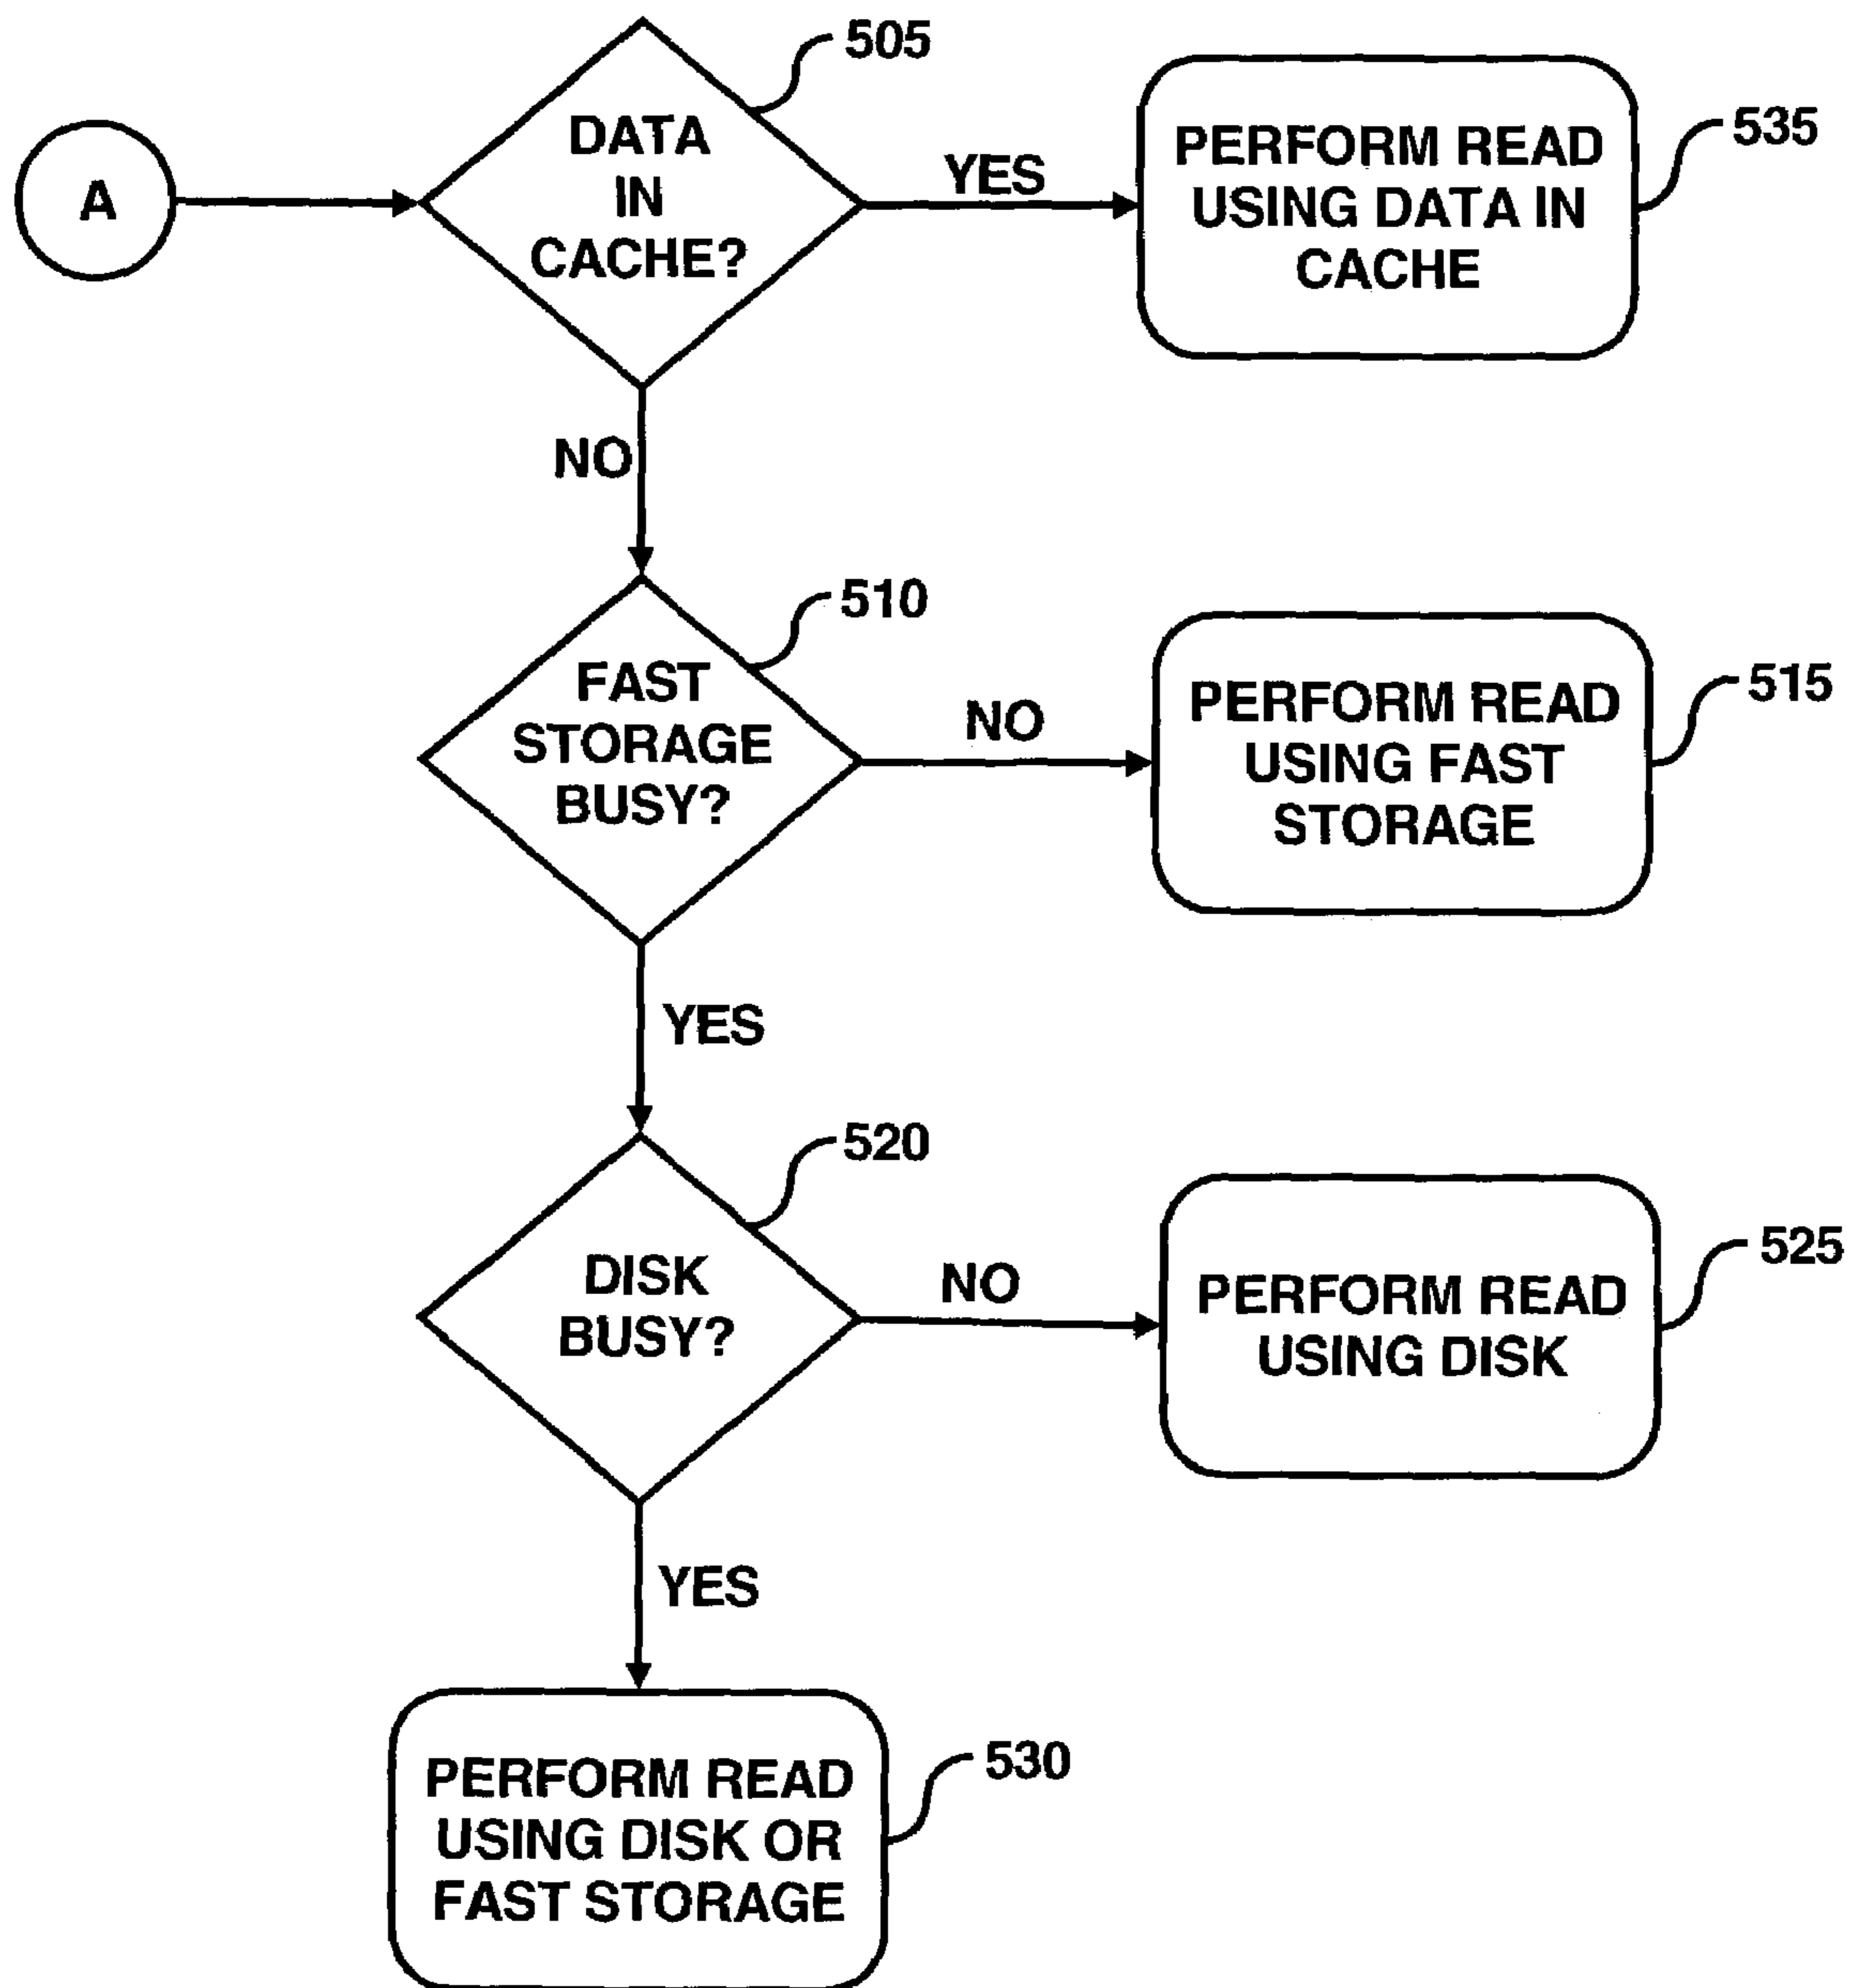 505
A
DATA
IN
CACHE?
YES
PERFORM READ
USING DATA IN
CACHE
535
NO
510
FAST
STORAGE
BUSY?
NO
PERFORM READ
USING FAST
STORAGE
515
YES
520
DISK
BUSY?
NO
PERFORM READ
USING DISK
525
YES
PERFORM READ
USING DISK OR
FAST STORAGE
530